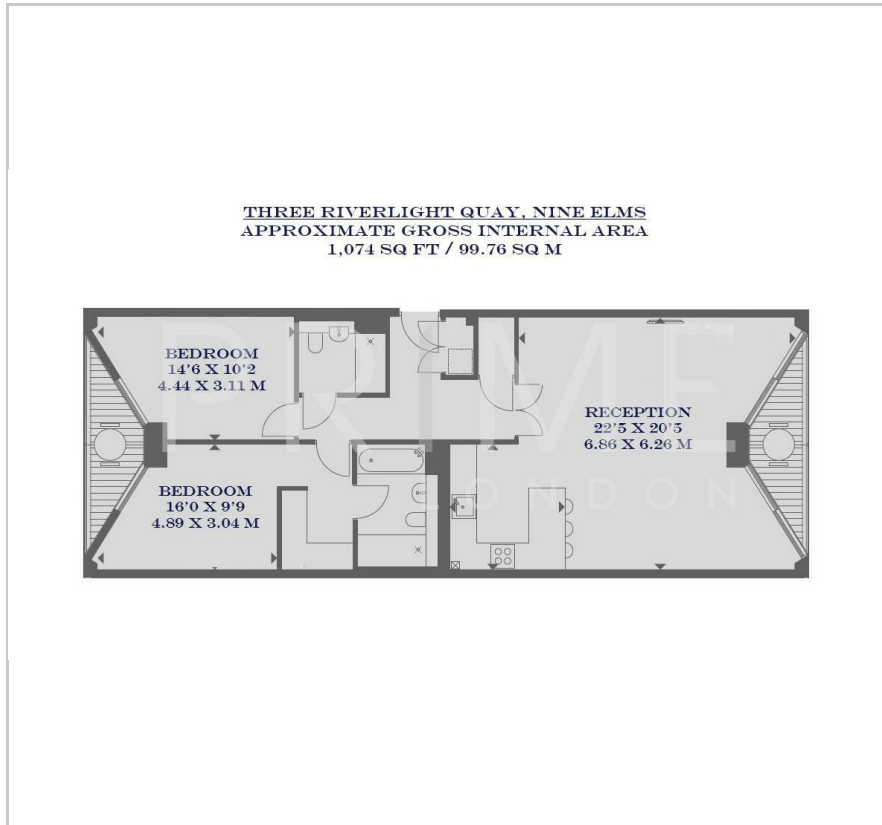 THREE RIVERLIGHT QUAY, NINE ELMS
APPROXIMATE GROSS INTERNAL AREA
1,074 SQ FT / 99.76 SQ M
PRIME
LONDON
BEDROOM
14'6 X 10'2
4.44 X 3.11 M
RECEPTION
22'5 X 20'5
6.86 X 6.26 M
BEDROOM
16'0 X 9'9
4.89 X 3.04 M